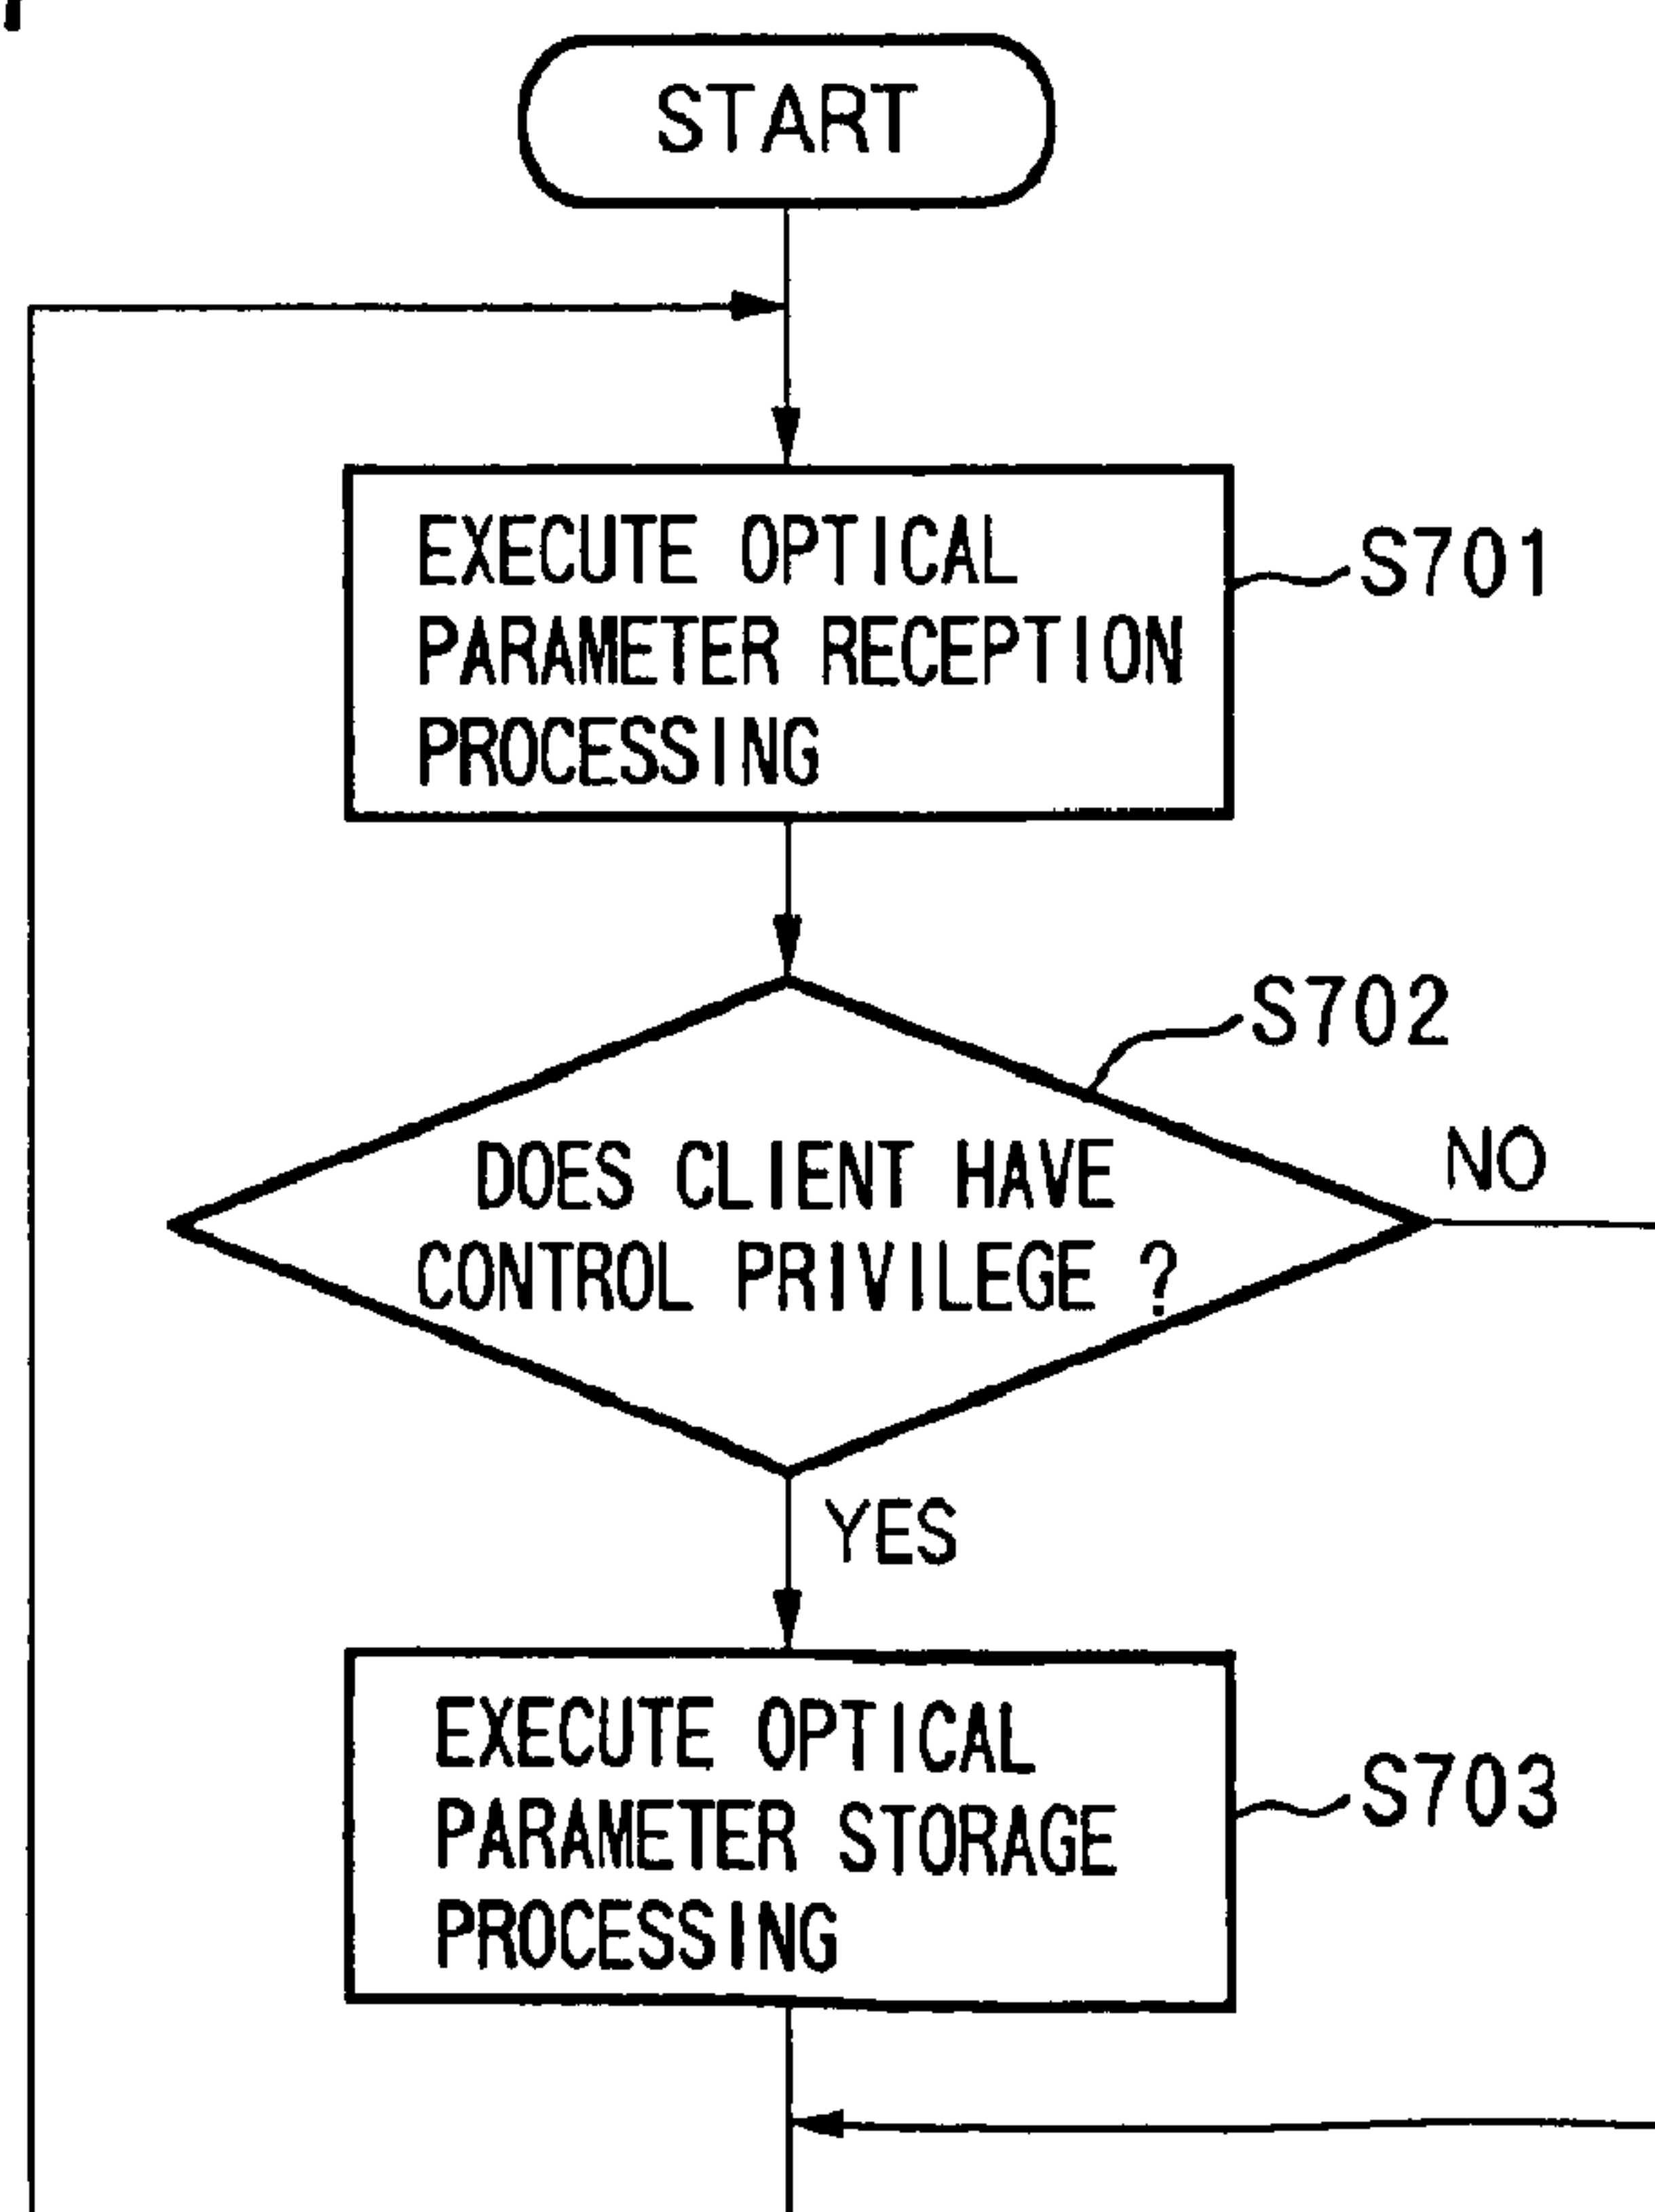 START
EXECUTE OPTICAL
PARAMETER RECEPTION
PROCESSING
S701
S702
DOES CLIENT HAVE
CONTROL PRIVILEGE ?
NO
YES
EXECUTE OPTICAL
PARAMETER STORAGE
PROCESSING
S703